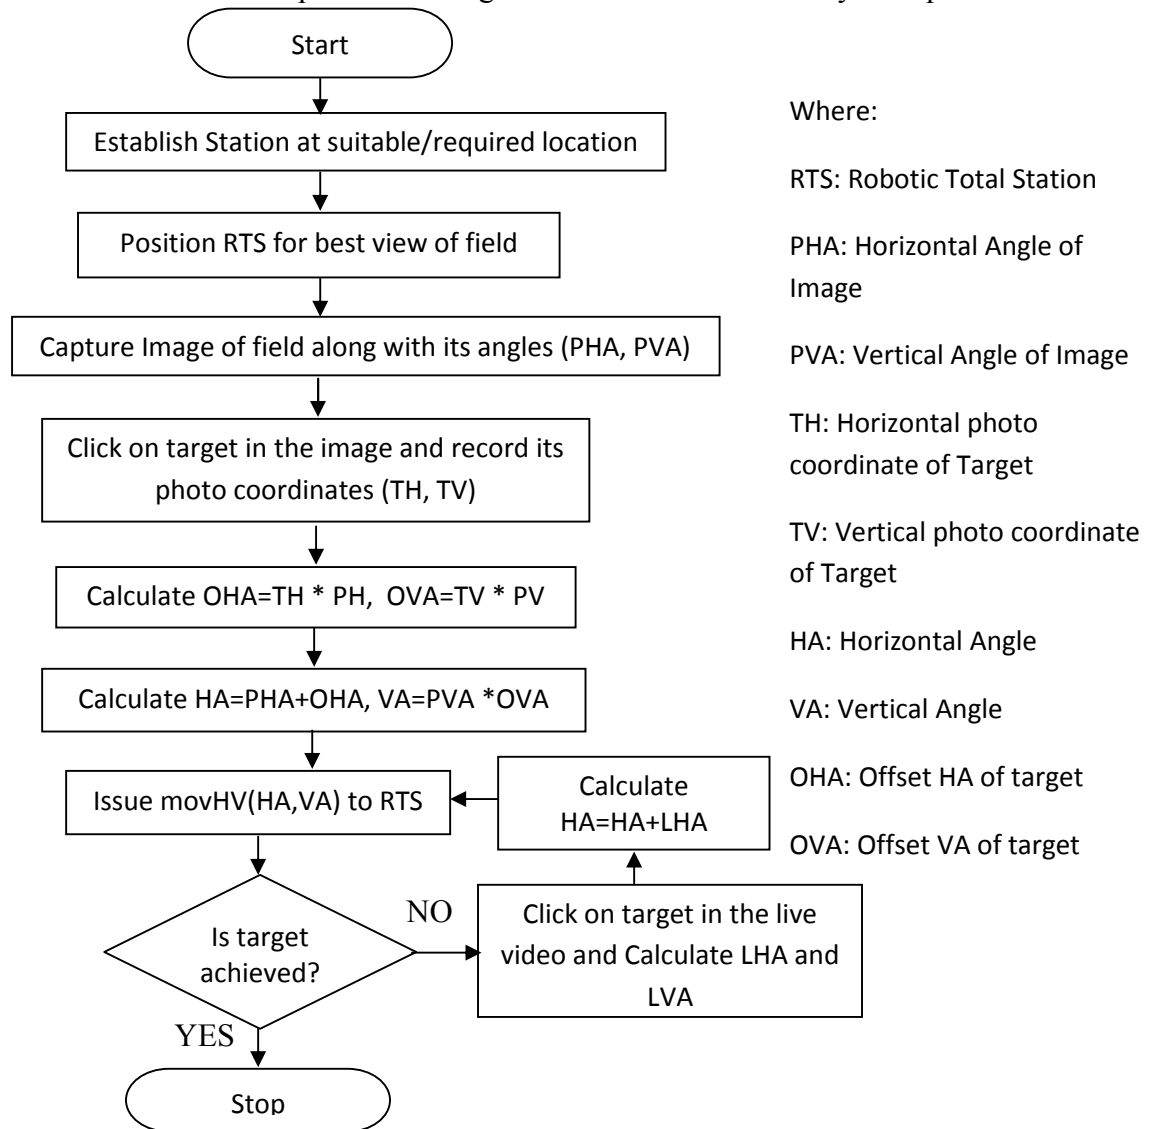 Start
Establish Station at suitable/required location
Position RTS for best view of field
Capture Image of field along with its angles (PHA, PVA)
Click on target in the image and record its
photo coordinates (TH, TV)
Calculate OHA=TH * PH,  OVA=TV * PV
Calculate HA=PHA+OHA, VA=PVA *OVA
Issue movHV(HA,VA) to RTS
Calculate
HA=HA+LHA
Is target
achieved?
NO
Click on target in the live
video and Calculate LHA and
LVA
YES
Stop
Where:
RTS: Robotic Total Station
PHA: Horizontal Angle of
Image
PVA: Vertical Angle of Image
TH: Horizontal photo
coordinate of Target
TV: Vertical photo coordinate
of Target
HA: Horizontal Angle
VA: Vertical Angle
OHA: Offset HA of target
OVA: Offset VA of target